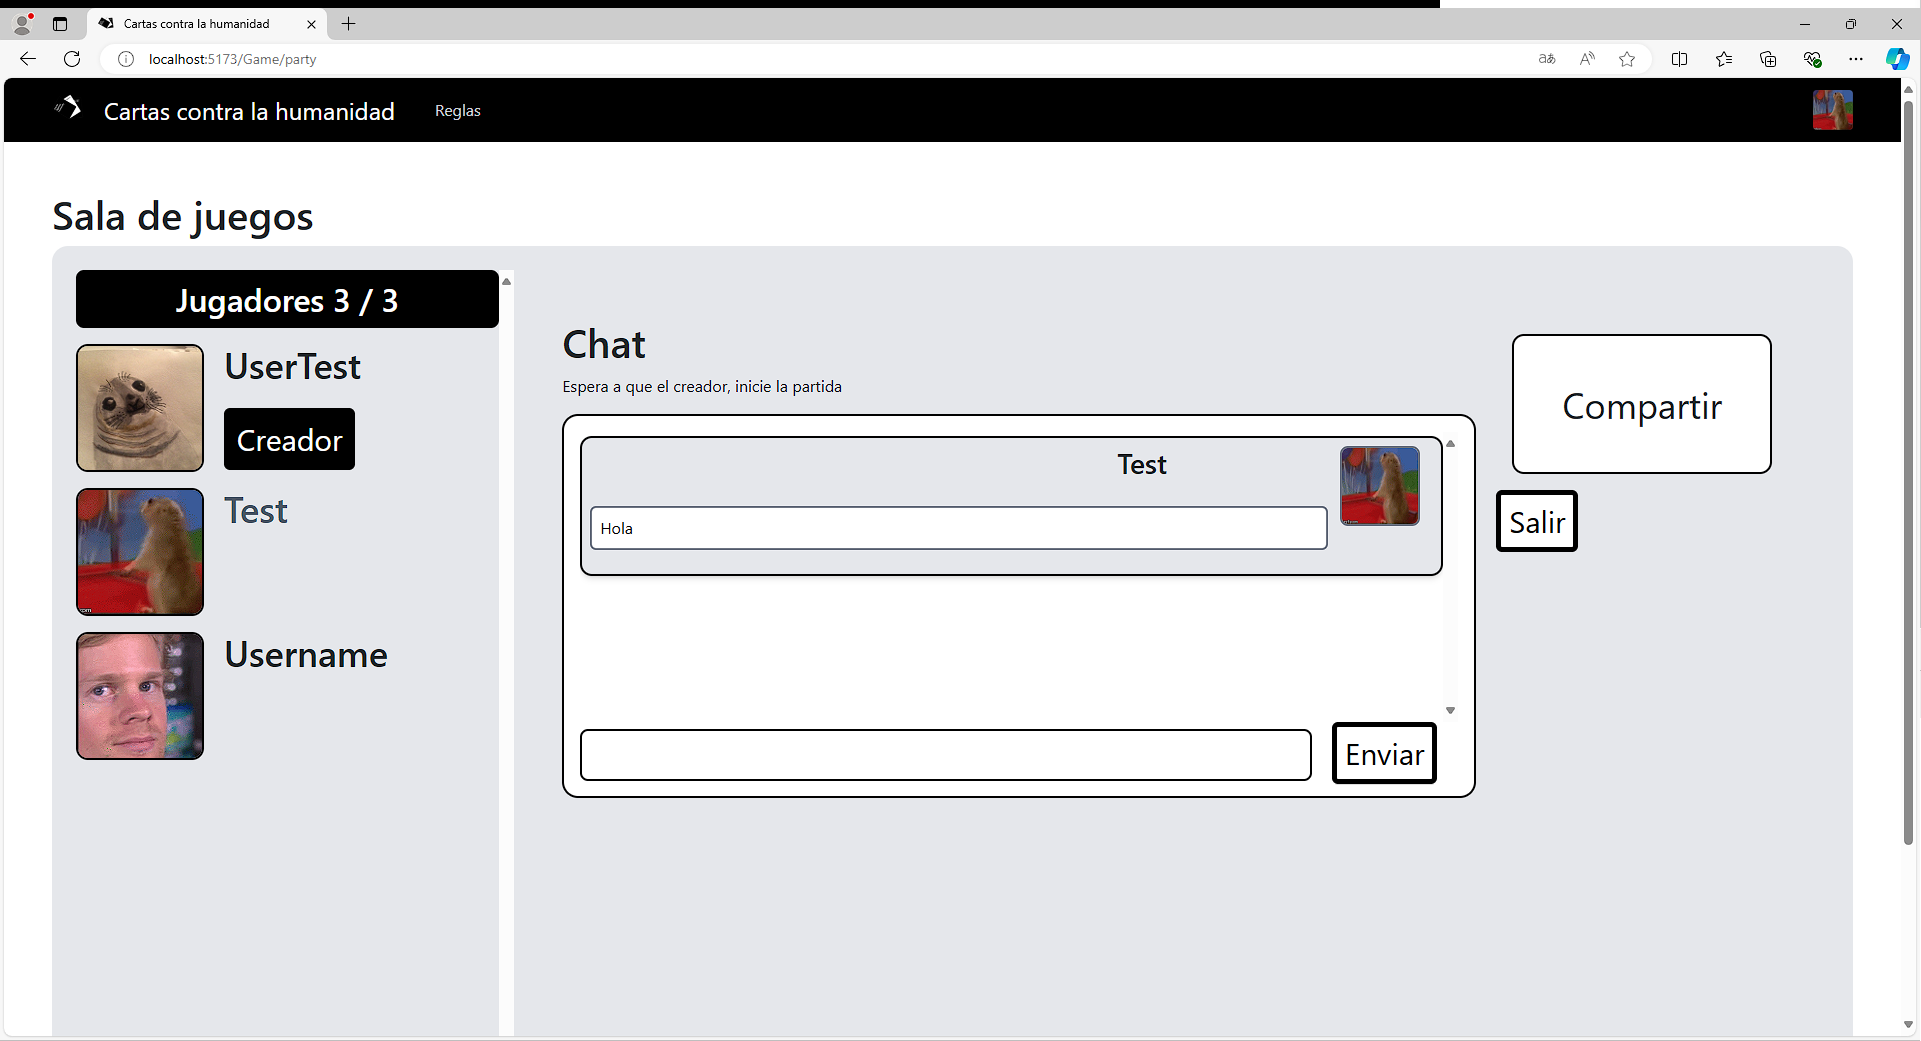 Cartas contra la humanidad
localhost:5173/Game/party
Cartas contra la humanidad
Reglas
Sala de juegos
Jugadores 3 / 3
UserTest
Creador
Test
Username
Chat
Espera a que el creador, inicie la partida
Test
Hola
Enviar
Compartir
Salir